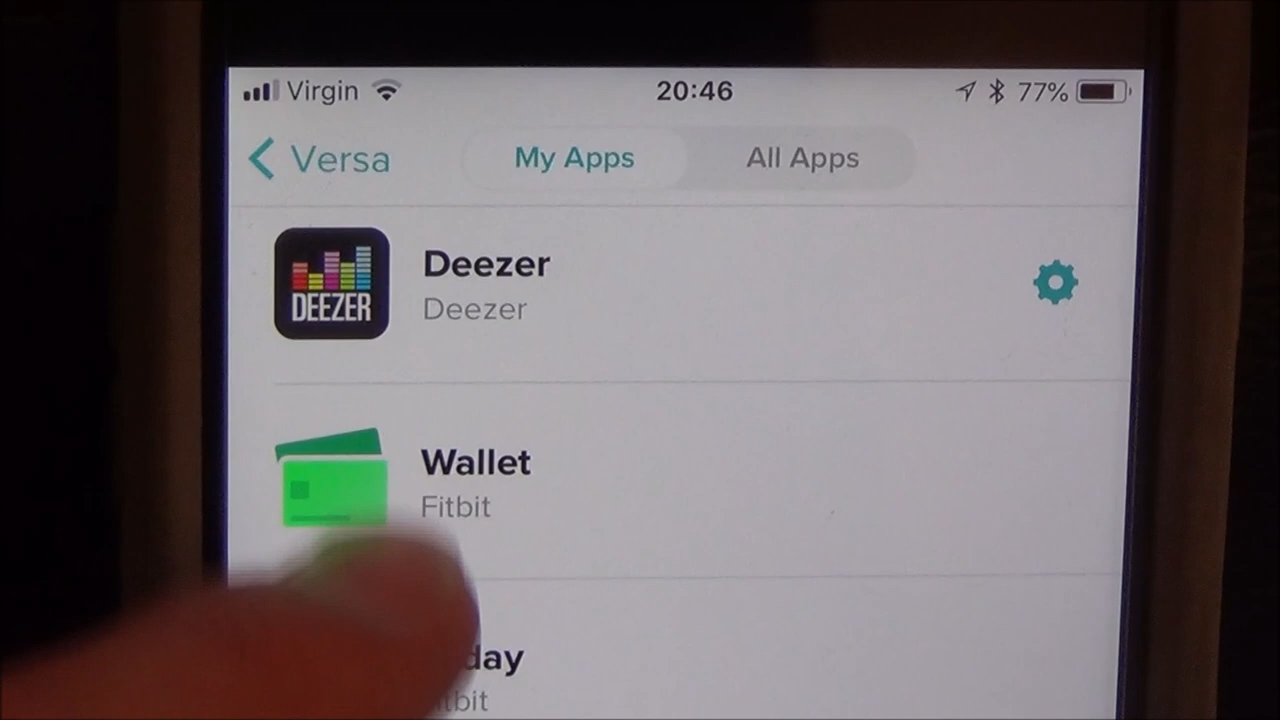 Virgin 20:46 77%
Versa My Apps All Apps
DEEZER
Deezer
Deezer
Wallet
Fitbit